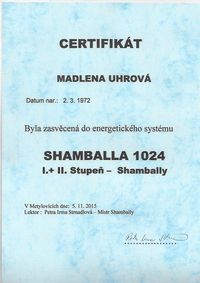 CERTIFIKÁT
MADLENA UHROVÁ
Datum nar.: 2. 3. 1972
Byla zasvěcená do energetického systému
SHAMBALLA 1024
I.+ II. Stupeň – Shambally
V Metylovicích dne: 5. 11. 2015
Lektor : Petra Irma Strnadlová – Mistr Shambally